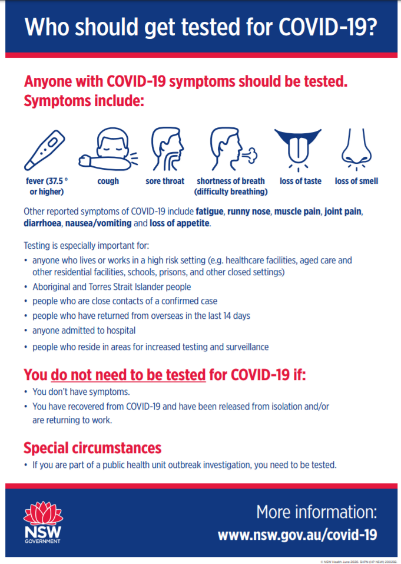 Who should get tested for COVID-19?
Anyone with COVID-19 symptoms should be tested.
Symptoms include:
fever (37.5 °
or higher)
cough
sore throat
shortness of breath
(difficulty breathing)
loss of taste
loss of smell
Other reported symptoms of COVID-19 include fatigue, runny nose, muscle pain, joint pain,
diarrhoea, nausea/vomiting and loss of appetite.
Testing is especially important for:
• anyone who lives or works in a high risk setting (e.g. healthcare facilities, aged care and
other residential facilities, schools, prisons, and other closed settings)
• Aboriginal and Torres Strait Islander people
• people who are close contacts of a confirmed case
• people who have returned from overseas in the last 14 days
• anyone admitted to hospital
• people who reside in areas for increased testing and surveillance
You do not need to be tested for COVID-19 if:
• You don't have symptoms.
• You have recovered from COVID-19 and have been released from isolation and/or
are returning to work.
Special circumstances
• If you are part of a public health unit outbreak investigation, you need to be tested.
NSW
GOVERNMENT
More information:
www.nsw.gov.au/covid-19